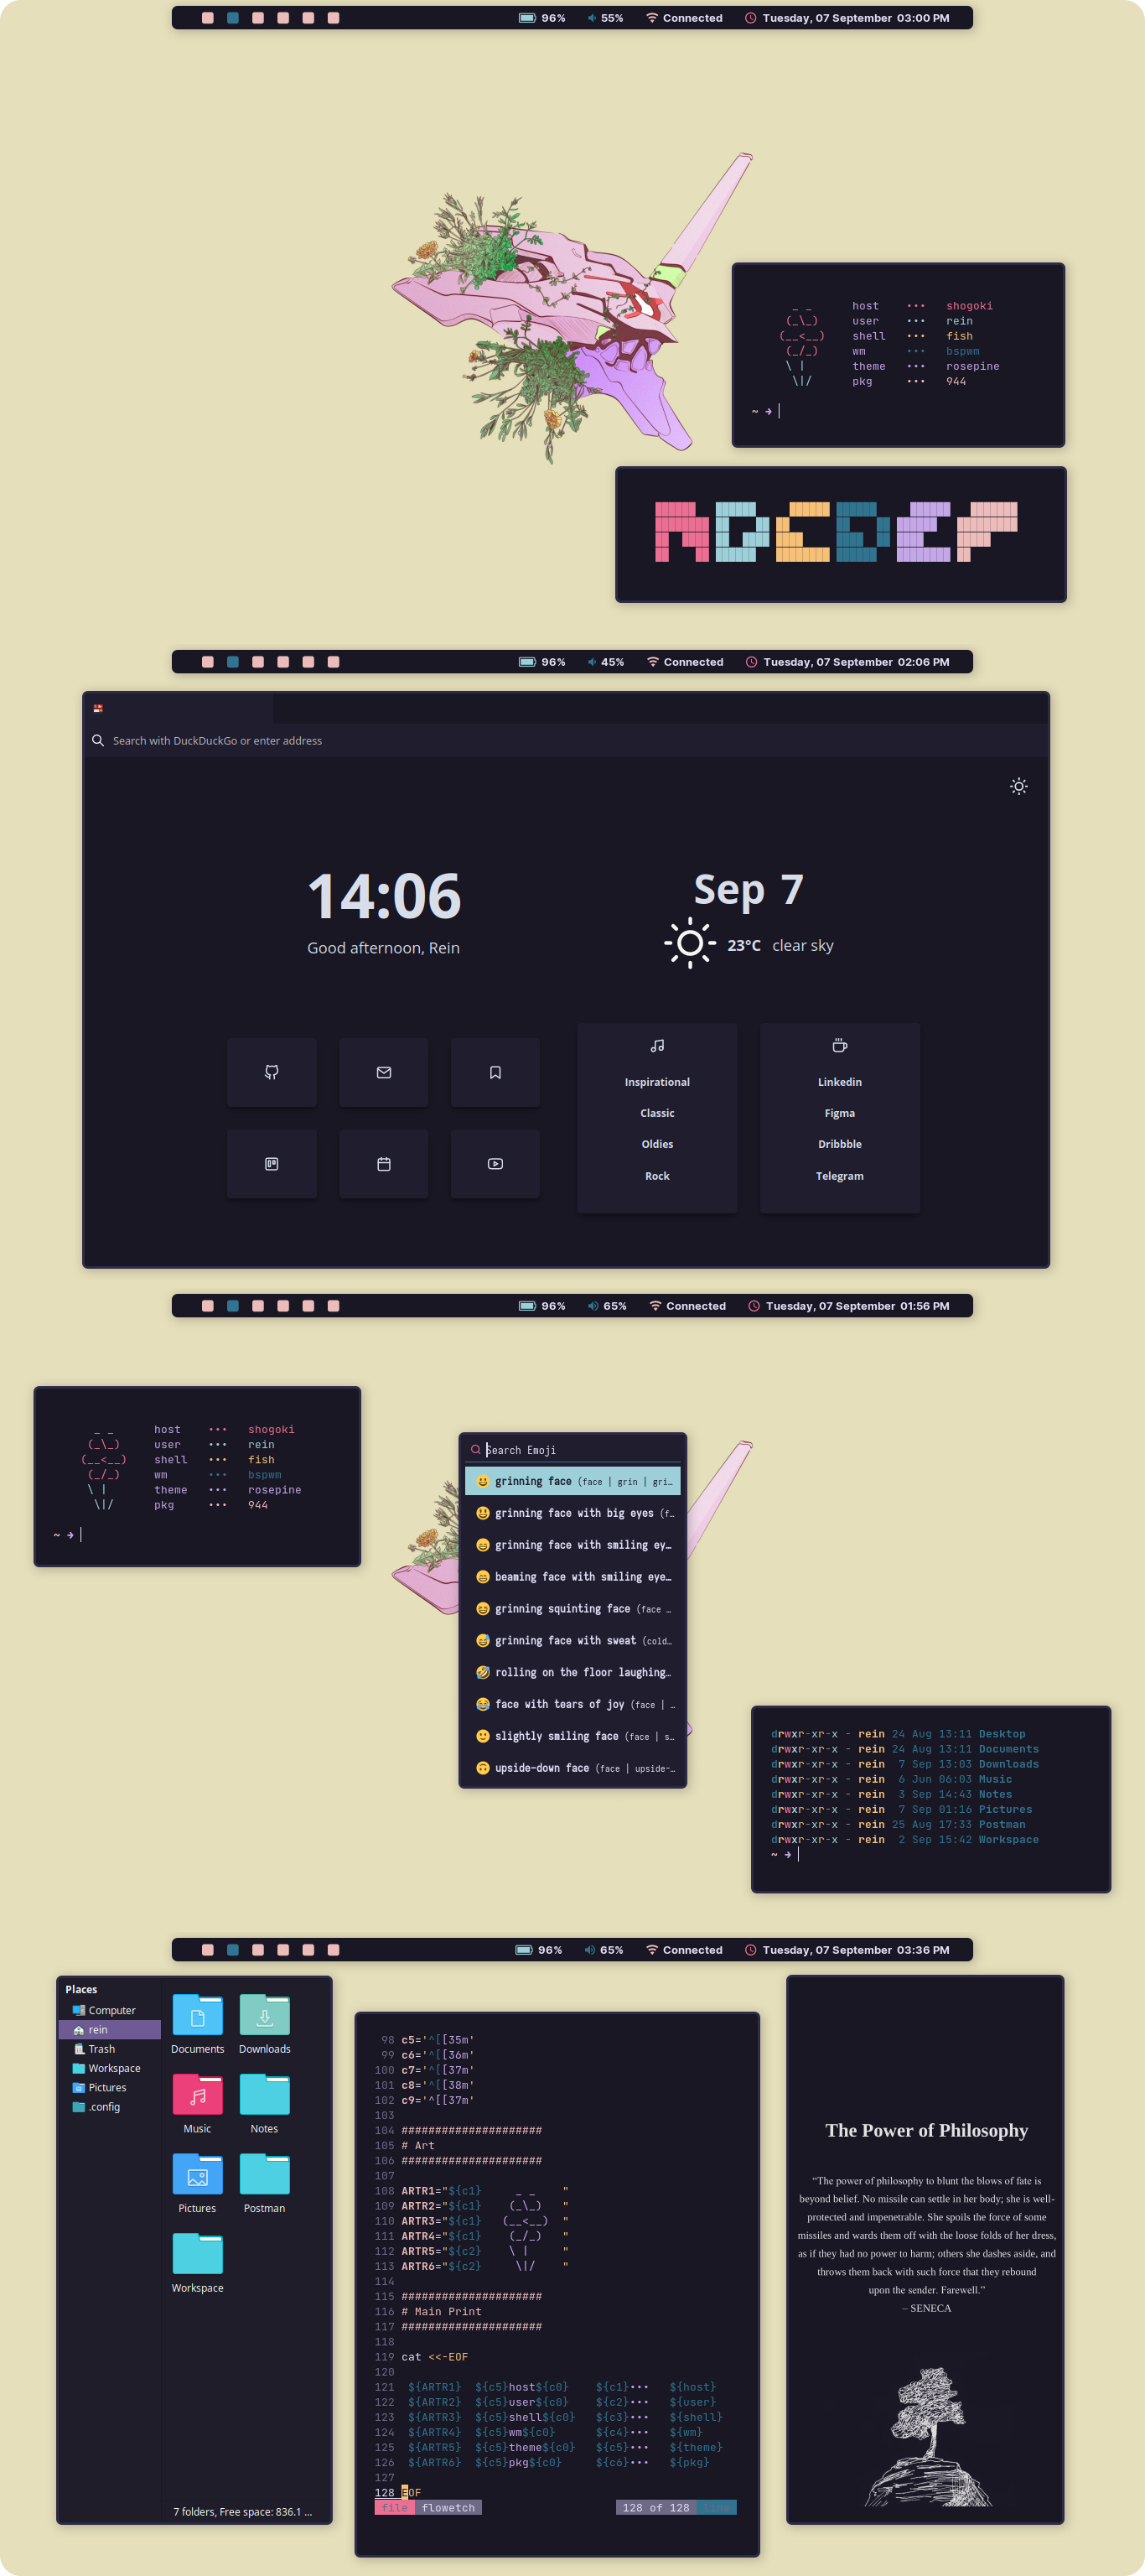 96% 55% Connected Tuesday, 07 September 03:00 PM
_ _ host ••• shogoki
(_\_) user ••• rein
(__<__) shell ••• fish
(_/_) wm ••• bspwm
\ | theme ••• rosepine
\|/ pkg ••• 944
~ →
ABCDEF
96% 45% Connected Tuesday, 07 September 02:06 PM
Search with DuckDuckGo or enter address
14:06
Good afternoon, Rein
Sep 7
23°C clear sky
Inspirational
Classic
Oldies
Rock
Linkedin
Figma
Dribbble
Telegram
96% 65% Connected Tuesday, 07 September 01:56 PM
_ _ host ••• shogoki
(_\_) user ••• rein
(__<__) shell ••• fish
(_/_) wm ••• bspwm
\ | theme ••• rosepine
\|/ pkg ••• 944
~ →
Search Emoji
grinning face (face | grin | gri…
grinning face with big eyes (f…
grinning face with smiling ey…
beaming face with smiling eye…
grinning squinting face (face …
grinning face with sweat (cold…
rolling on the floor laughing…
face with tears of joy (face | …
slightly smiling face (face | s…
upside-down face (face | upside-…
drwxr-xr-x - rein 24 Aug 13:11 Desktop
drwxr-xr-x - rein 24 Aug 13:11 Documents
drwxr-xr-x - rein 7 Sep 13:03 Downloads
drwxr-xr-x - rein 6 Jun 06:03 Music
drwxr-xr-x - rein 3 Sep 14:43 Notes
drwxr-xr-x - rein 7 Sep 01:16 Pictures
drwxr-xr-x - rein 25 Aug 17:33 Postman
drwxr-xr-x - rein 2 Sep 15:42 Workspace
~ →
96% 65% Connected Tuesday, 07 September 03:36 PM
Places
Computer
rein
Trash
Workspace
Pictures
.config
Documents Downloads
Music Notes
Pictures Postman
Workspace
7 folders, Free space: 836.1 ...
98 c5='^[[35m'
99 c6='^[[36m'
100 c7='^[[37m'
101 c8='^[[38m'
102 c9='^[[37m'
103
104 #####################
105 # Art
106 #####################
107
108 ARTR1="${c1} _ _ "
109 ARTR2="${c1} (_\_) "
110 ARTR3="${c1} (__<__) "
111 ARTR4="${c1} (_/_) "
112 ARTR5="${c2} \ | "
113 ARTR6="${c2} \|/ "
114
115 #####################
116 # Main Print
117 #####################
118
119 cat <<-EOF
120
121 ${ARTR1} ${c5}host${c0} ${c1}••• ${host}
122 ${ARTR2} ${c5}user${c0} ${c2}••• ${user}
123 ${ARTR3} ${c5}shell${c0} ${c3}••• ${shell}
124 ${ARTR4} ${c5}wm${c0} ${c4}••• ${wm}
125 ${ARTR5} ${c5}theme${c0} ${c5}••• ${theme}
126 ${ARTR6} ${c5}pkg${c0} ${c6}••• ${pkg}
127
128 EOF
file flowetch 128 of 128 line
The Power of Philosophy
“The power of philosophy to blunt the blows of fate is
beyond belief. No missile can settle in her body; she is well-
protected and impenetrable. She spoils the force of some
missiles and wards them off with the loose folds of her dress,
as if they had no power to harm; others she dashes aside, and
throws them back with such force that they rebound
upon the sender. Farewell.”
– SENECA